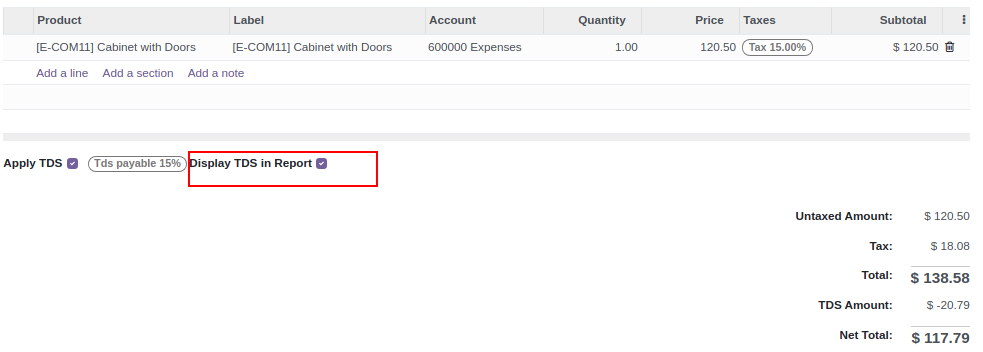 Product Label Account Quantity Price Taxes Subtotal
[E-COM11] Cabinet with Doors [E-COM11] Cabinet with Doors 600000 Expenses 1.00 120.50 Tax 15.00% $ 120.50
Add a line Add a section Add a note
Apply TDS Tds payable 15% Display TDS in Report
Untaxed Amount: $ 120.50
Tax: $ 18.08
Total: $ 138.58
TDS Amount: $ -20.79
Net Total: $ 117.79